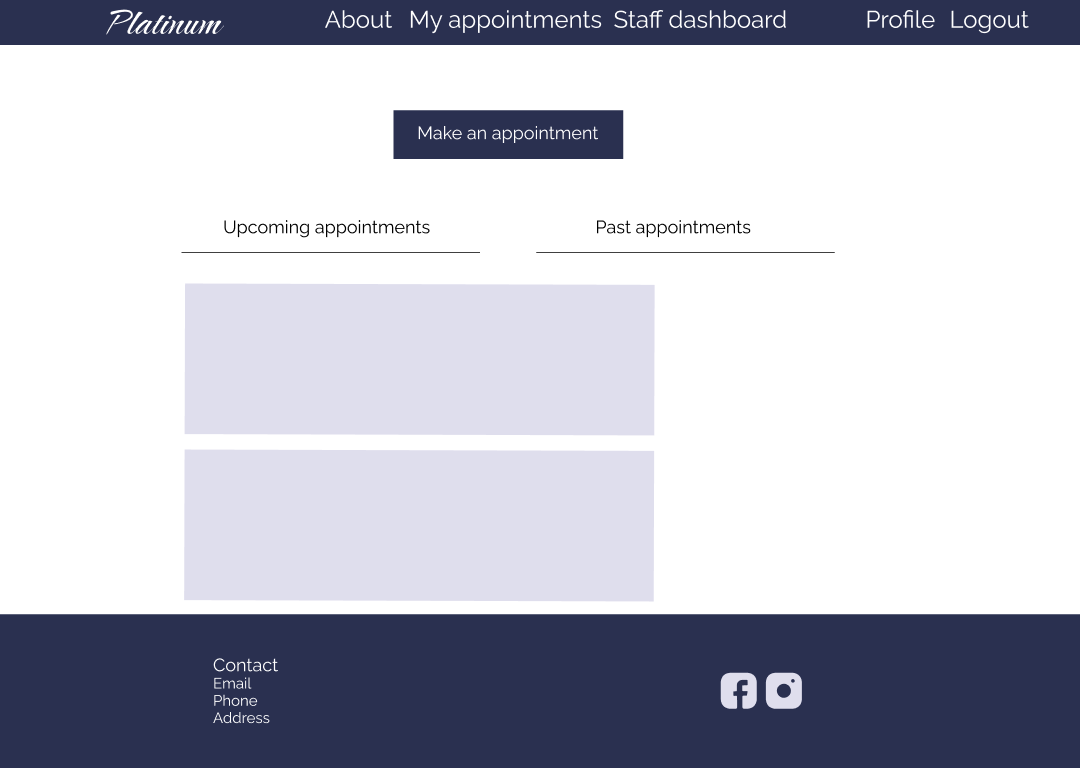 Platinum About My appointments Staff dashboard Profile Logout
Make an appointment
Upcoming appointments Past appointments
Contact
Email
Phone
Address